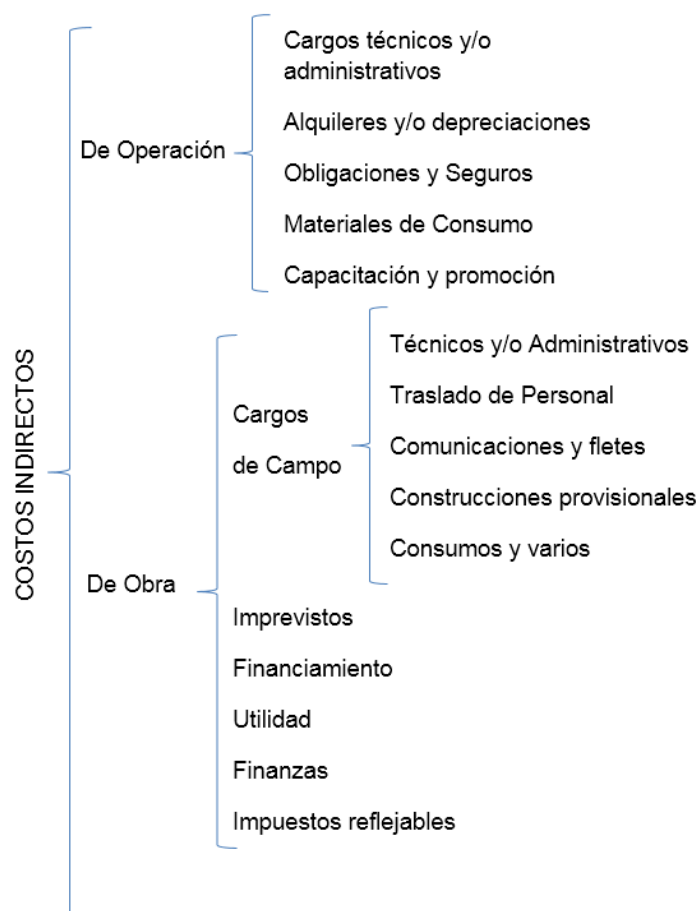 COSTOS INDIRECTOS
De Operación
Cargos técnicos y/o
administrativos
Alquileres y/o depreciaciones
Obligaciones y Seguros
Materiales de Consumo
Capacitación y promoción
De Obra
Cargos
de Campo
Técnicos y/o Administrativos
Traslado de Personal
Comunicaciones y fletes
Construcciones provisionales
Consumos y varios
Imprevistos
Financiamiento
Utilidad
Finanzas
Impuestos reflejables